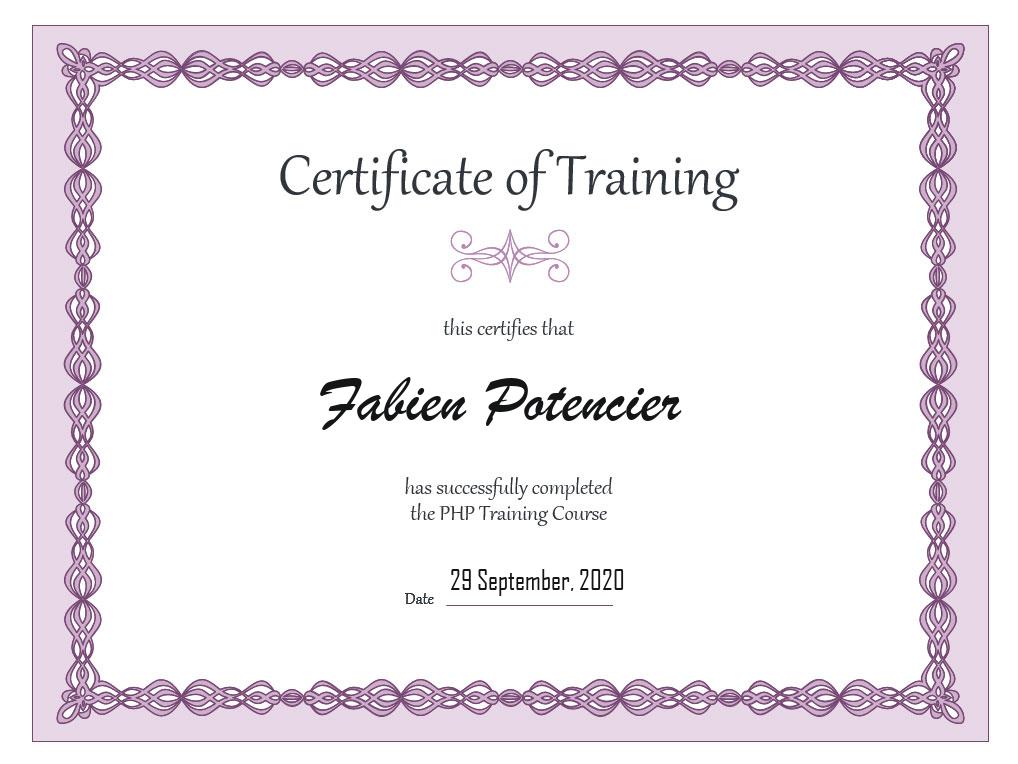 Certificate of Training
this certifies that
Fabien Potencier
has successfully completed
the PHP Training Course
Date 29 September, 2020